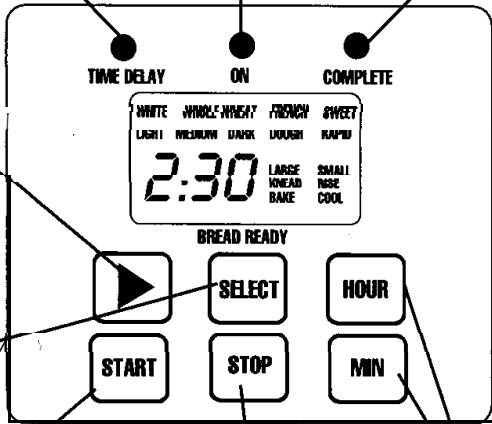 TIME DELAY ON COMPLETE
WHITE WHOLE WHEAT FRENCH SWEET
LIGHT MEDIUM DARK DOUGH RAPID
2:30
LARGE SMALL
KNEAD RISE
BAKE COOL
BREAD READY
SELECT HOUR
START STOP MIN